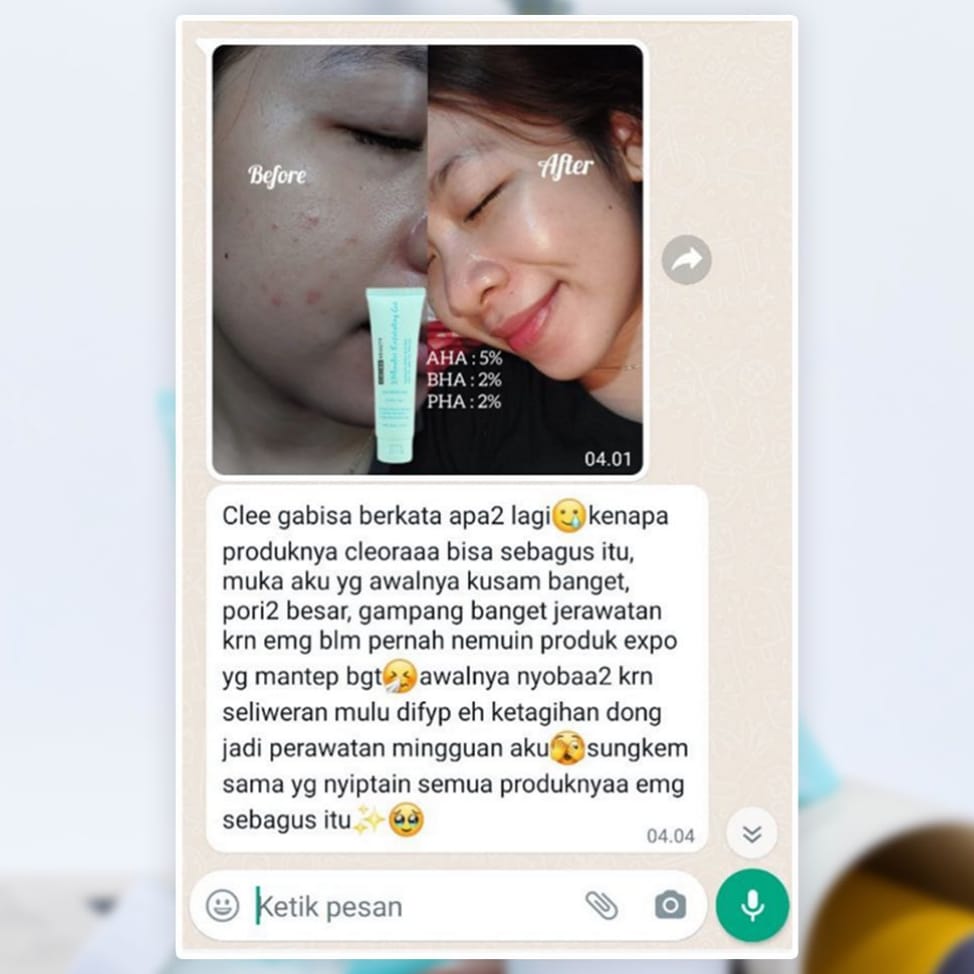 Before
After
AHA : 5%
BHA : 2%
PHA : 2%
04.01
Clee gabisa berkata apa2 lagi🥲kenapa
produknya cleoraaa bisa sebagus itu,
muka aku yg awalnya kusam banget,
pori2 besar, gampang banget jerawatan
krn emg blm pernah nemuin produk expo
yg mantep bgt🤧awalnya nyobaa2 krn
seliweran mulu difyp eh ketagihan dong
jadi perawatan mingguan aku🫣sungkem
sama yg nyiptain semua produknyaa emg
sebagus itu✨🥹
04.04
Ketik pesan